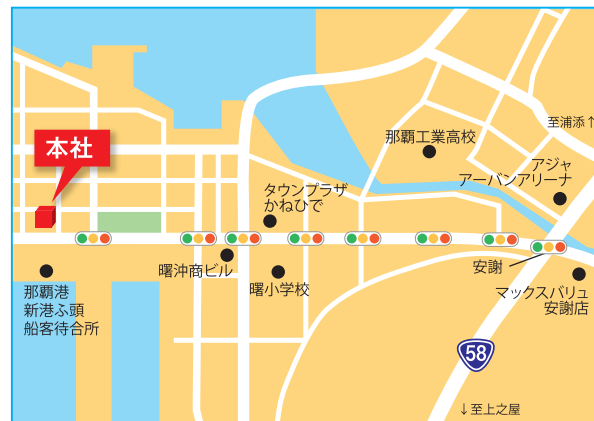 本社
那覇工業高校
至浦添↑
アジャ
アーバンアリーナ
タウンプラザ
かねひで
曙沖商ビル
曙小学校
安謝
那覇港
新港ふ頭
船客待合所
マックスバリュ
安謝店
58
↓至上之屋